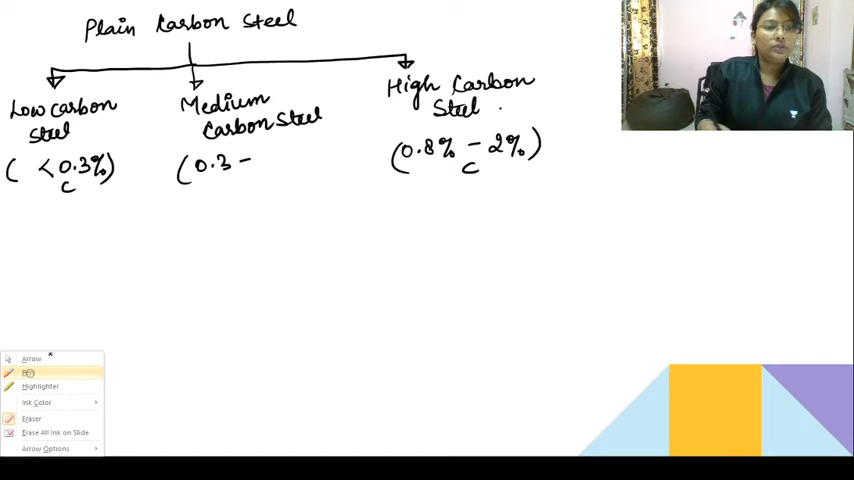 Plain Carbon Steel
Low carbon
Steel
( <0.3%)
C
Medium
Carbon Steel
(0.3 -
High Carbon
Steel .
(0.8% - 2%)
C
Arrow
Highlighter
Ink Color
Eraser
Erase All Ink on Slide
Arrow Options